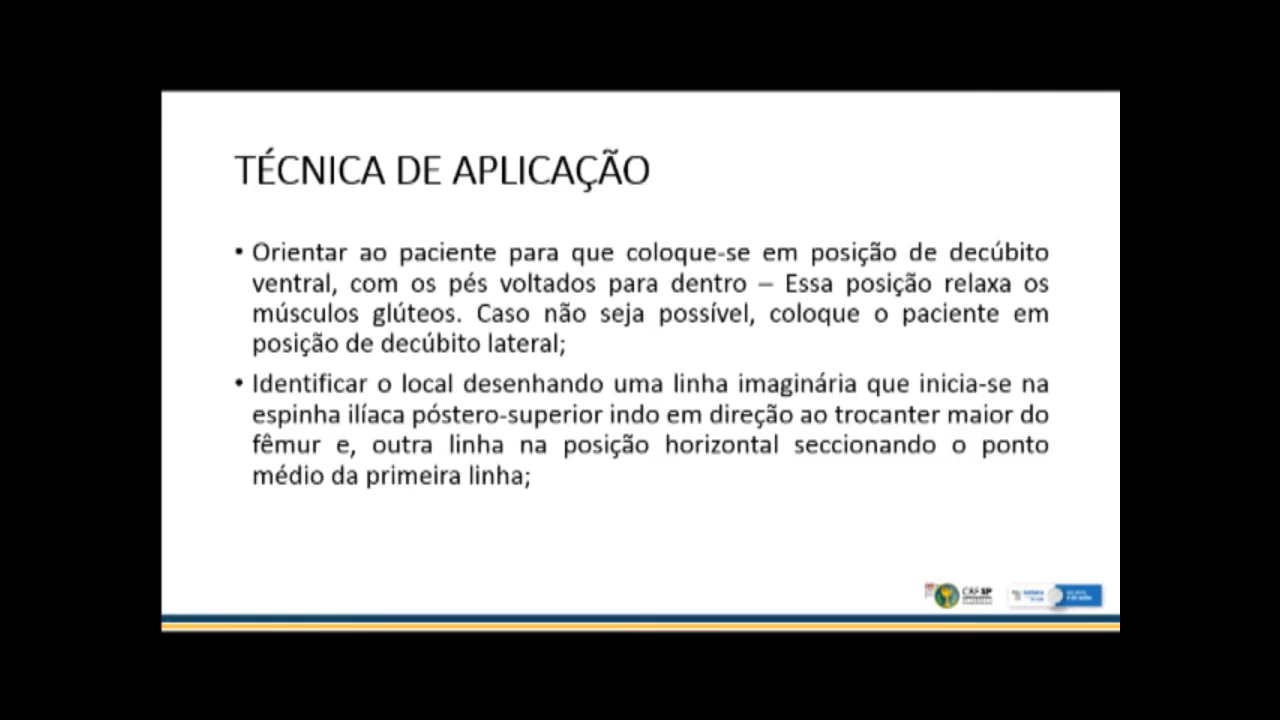 TÉCNICA DE APLICAÇÃO
• Orientar ao paciente para que coloque-se em posição de decúbito
ventral, com os pés voltados para dentro – Essa posição relaxa os
músculos glúteos. Caso não seja possível, coloque o paciente em
posição de decúbito lateral;
• Identificar o local desenhando uma linha imaginária que inicia-se na
espinha ilíaca póstero-superior indo em direção ao trocanter maior do
fêmur e, outra linha na posição horizontal seccionando o ponto
médio da primeira linha;
CRF SP